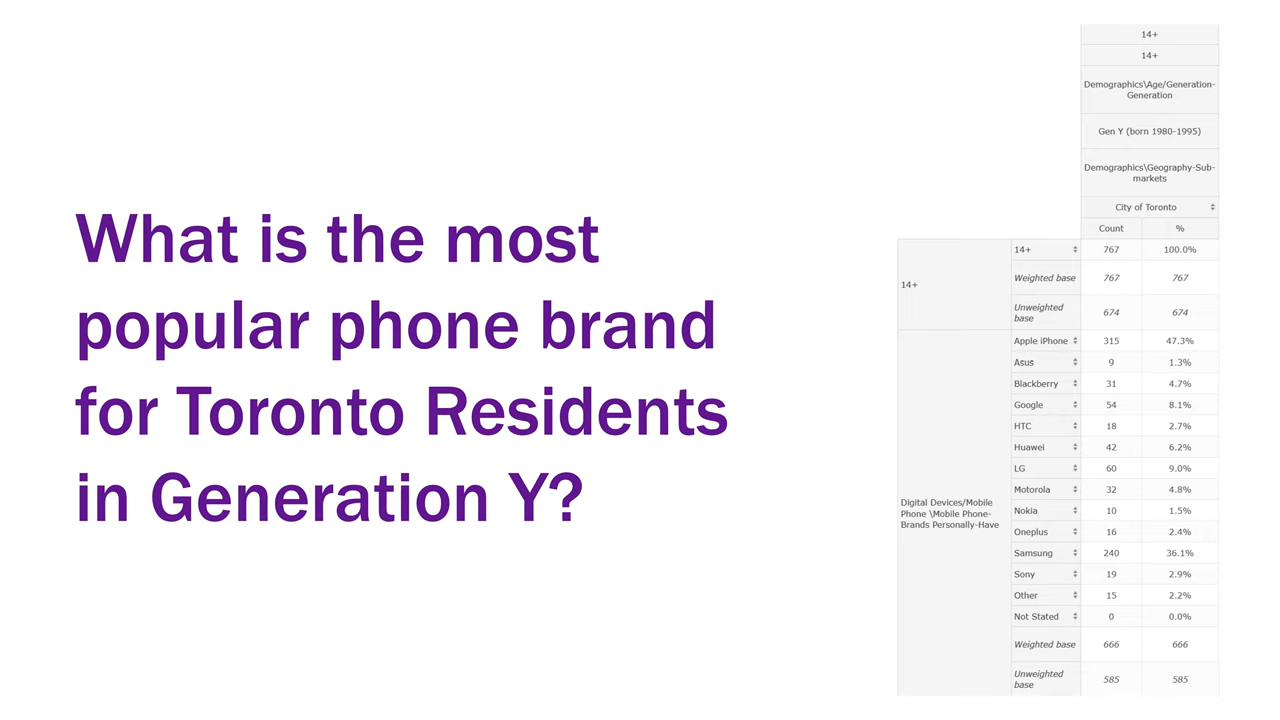 What is the most
popular phone brand
for Toronto Residents
in Generation Y?
14+
14+
Demographics\Age/Generation-
Generation
Gen Y (born 1980-1995)
Demographics\Geography-Sub-
markets
City of Toronto
Count %
14+
14+ 767 100.0%
Weighted base 767 767
Unweighted
base 674 674
Digital Devices/Mobile
Phone \Mobile Phone-
Brands Personally-Have
Apple iPhone 315 47.3%
Asus 9 1.3%
Blackberry 31 4.7%
Google 54 8.1%
HTC 18 2.7%
Huawei 42 6.2%
LG 60 9.0%
Motorola 32 4.8%
Nokia 10 1.5%
Oneplus 16 2.4%
Samsung 240 36.1%
Sony 19 2.9%
Other 15 2.2%
Not Stated 0 0.0%
Weighted base 666 666
Unweighted
base 585 585